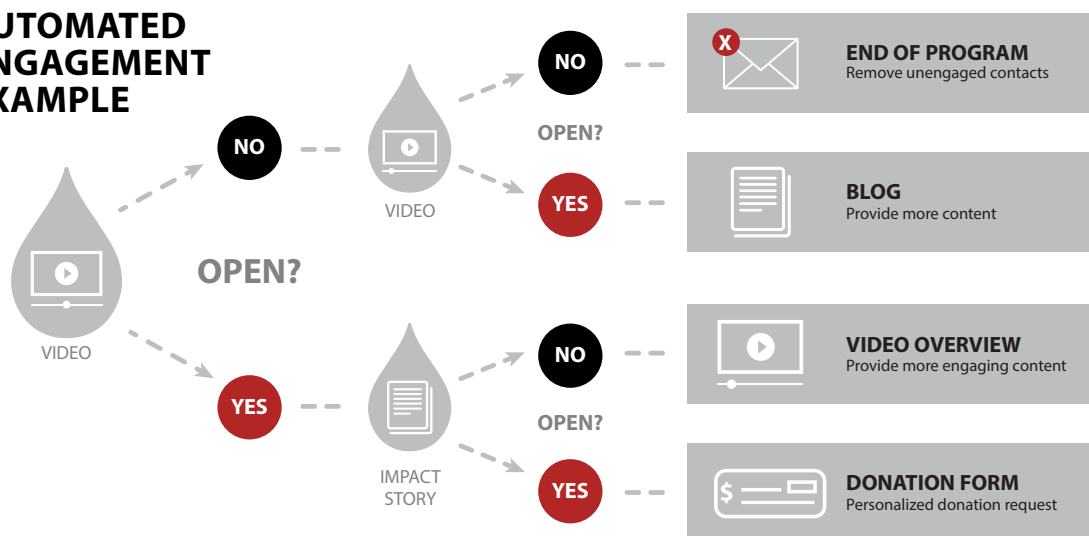 UTOMATED
NGAGEMENT
XAMPLE
NO
END OF PROGRAM
Remove unengaged contacts
X
OPEN?
NO
VIDEO
YES
BLOG
Provide more content
OPEN?
VIDEO
NO
VIDEO OVERVIEW
Provide more engaging content
YES
OPEN?
IMPACT
STORY
YES
$
DONATION FORM
Personalized donation request